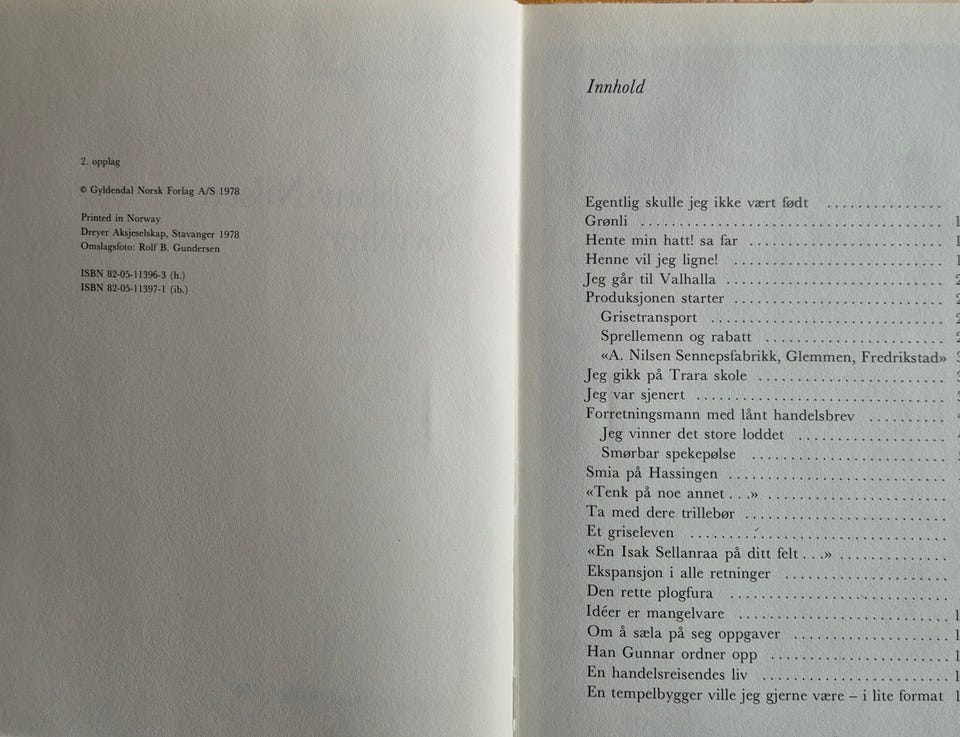 2. opplag
© Gyldendal Norsk Forlag A/S 1978
Printed in Norway
Dreyer Aksjeselskap, Stavanger 1978
Omslagsfoto: Rolf B. Gundersen
ISBN 82-05-11396-3 (h.)
ISBN 82-05-11397-1 (ib.)
Innhold
Egentlig skulle jeg ikke vært født ...............
Grønli .......................................
Hente min hatt! sa far .........................
Henne vil jeg ligne! ...........................
Jeg går til Valhalla ............................
Produksjonen starter ...........................
Grisetransport ..............................
Sprellemenn og rabatt .......................
«A. Nilsen Sennepsfabrikk, Glemmen, Fredrikstad»
Jeg gikk på Trara skole ........................
Jeg var sjenert ................................
Forretningsmann med lånt handelsbrev ..........
Jeg vinner det store loddet ...................
Smørbar spekepølse .........................
Smia på Hassingen ............................
«Tenk på noe annet . . .» .......................
Ta med dere trillebør ..........................
Et griseleven .................................
«En Isak Sellanraa på ditt felt . . .» ..............
Ekspansjon i alle retninger .....................
Den rette plogfura .............................
Idéer er mangelvare ............................
Om å sæla på seg oppgaver ....................
Han Gunnar ordner opp .......................
En handelsreisendes liv ........................
En tempelbygger ville jeg gjerne være – i lite format